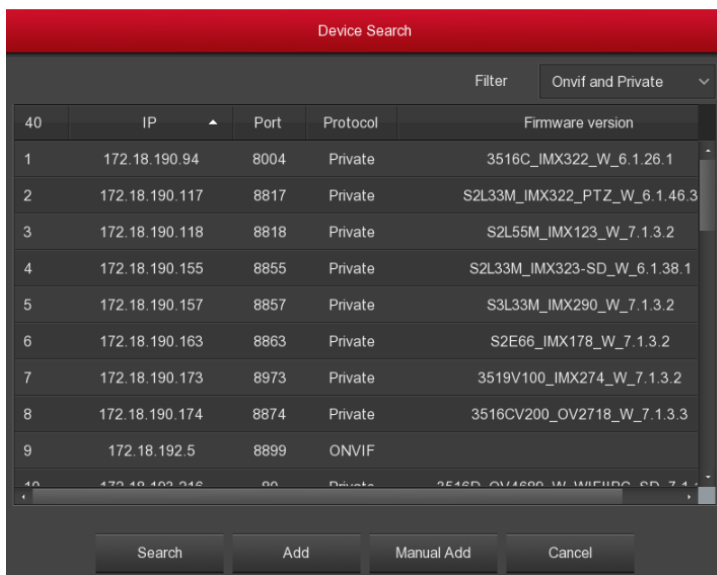 Device Search
Filter Onvif and Private
40 IP Port Protocol Firmware version
1 172.18.190.94 8004 Private 3516C_IMX322_W_6.1.26.1
2 172.18.190.117 8817 Private S2L33M_IMX322_PTZ_W_6.1.46.3
3 172.18.190.118 8818 Private S2L55M_IMX123_W_7.1.3.2
4 172.18.190.155 8855 Private S2L33M_IMX323-SD_W_6.1.38.1
5 172.18.190.157 8857 Private S3L33M_IMX290_W_7.1.3.2
6 172.18.190.163 8863 Private S2E66_IMX178_W_7.1.3.2
7 172.18.190.173 8973 Private 3519V100_IMX274_W_7.1.3.2
8 172.18.190.174 8874 Private 3516CV200_OV2718_W_7.1.3.3
9 172.18.192.5 8899 ONVIF
10 Private
Search Add Manual Add Cancel